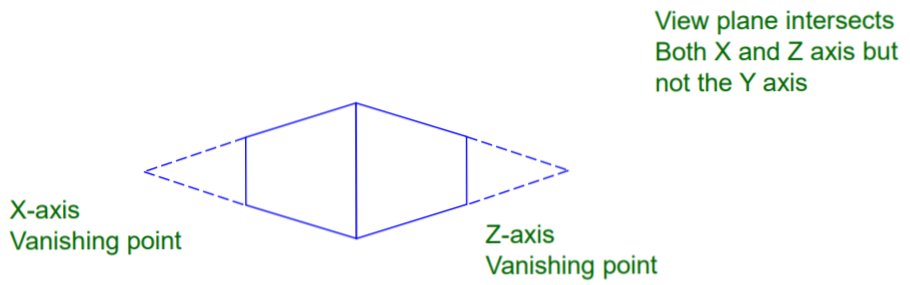 View plane intersects
Both X and Z axis but
not the Y axis
X-axis
Vanishing point
Z-axis
Vanishing point